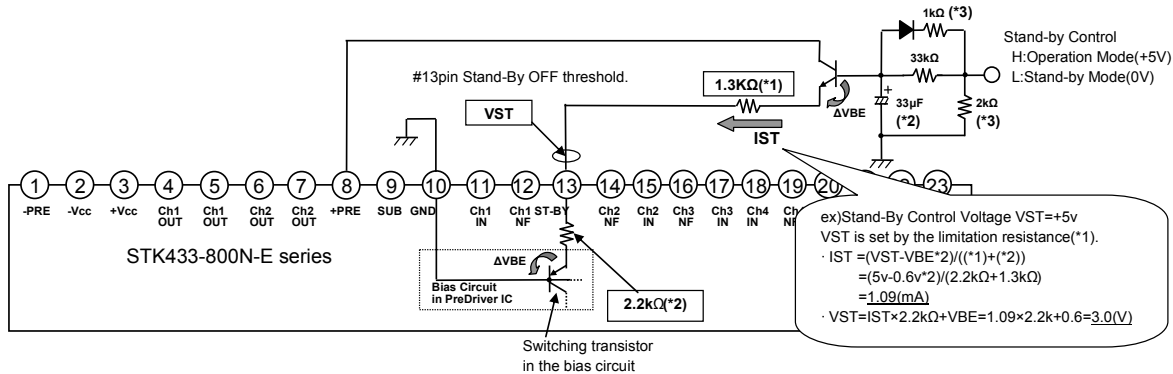 1kΩ (*3)
Stand-by Control
H:Operation Mode(+5V)
L:Stand-by Mode(0V)
33kΩ
#13pin Stand-By OFF threshold.
1.3KΩ(*1)
ΔVBE
+
33μF
(*2)
2kΩ
(*3)
VST
IST
1 2 3 4 5 6 7 8 9 10 11 12 13 14 15 16 17 18 19 20 23
-PRE -Vcc +Vcc Ch1 OUT Ch1 OUT Ch2 OUT Ch2 OUT +PRE SUB GND Ch1 IN Ch1 NF ST-BY Ch2 NF Ch2 IN Ch3 NF Ch3 IN Ch4 IN
ex)Stand-By Control Voltage VST=+5v
VST is set by the limitation resistance(*1).
· IST =(VST-VBE*2)/((*1)+(*2))
=(5v-0.6v*2)/(2.2kΩ+1.3kΩ)
=1.09(mA)
· VST=IST×2.2kΩ+VBE=1.09×2.2k+0.6=3.0(V)
STK433-800N-E series
ΔVBE
Bias Circuit
in PreDriver IC
2.2kΩ(*2)
Switching transistor
in the bias circuit